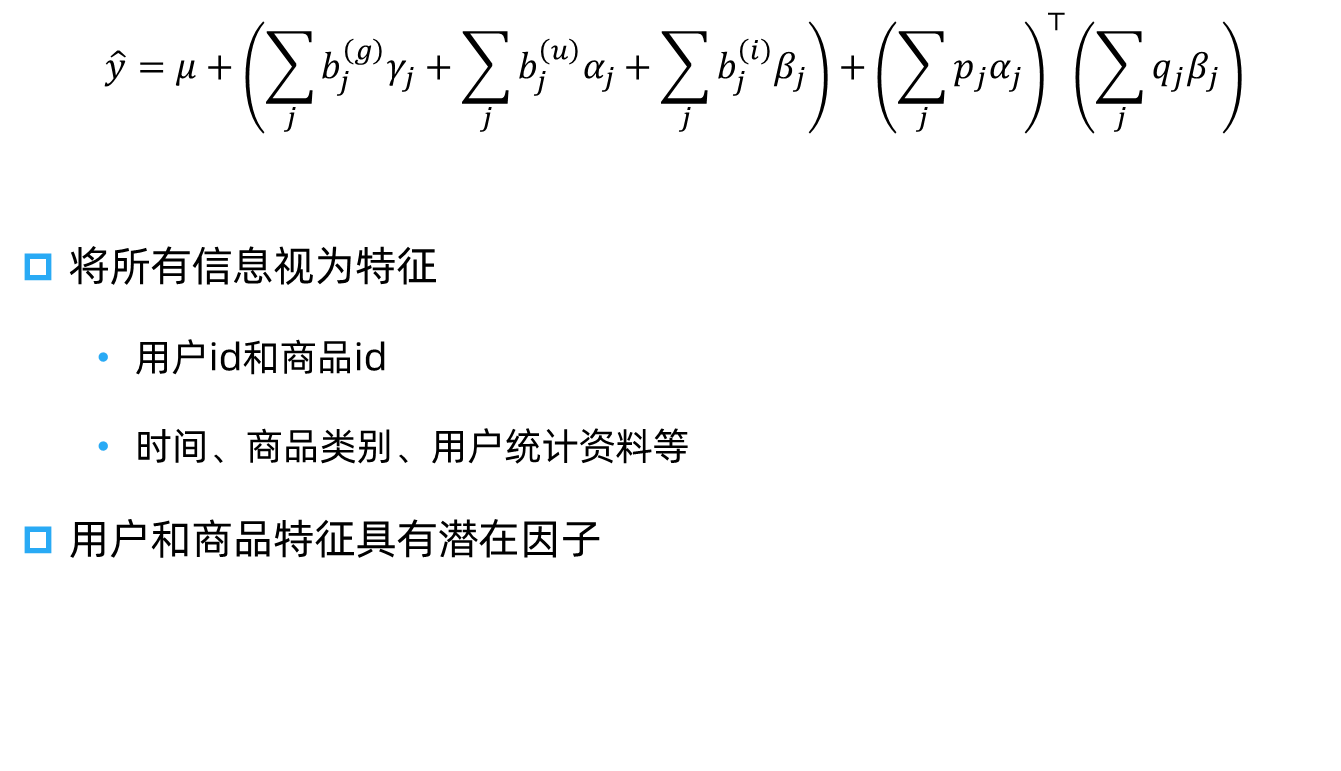 ŷ = μ + (∑_j b_j^(g) γ_j + ∑_j b_j^(u) α_j + ∑_j b_j^(i) β_j) + (∑_j p_j α_j)^⊤ (∑_j q_j β_j)
将所有信息视为特征
• 用户id和商品id
• 时间、商品类别、用户统计资料等
用户和商品特征具有潜在因子